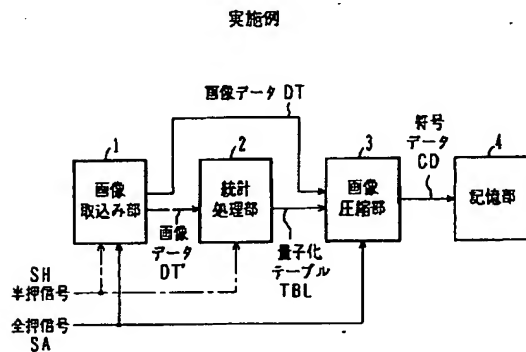 実施例
画像データ DT
1
画像
取込み部
2
統計
処理部
3
画像
圧縮部
符号
データ
CD
4
記憶部
画像
データ
DT'
量子化
テーブル
TBL
SH
半押信号
全押信号
SA